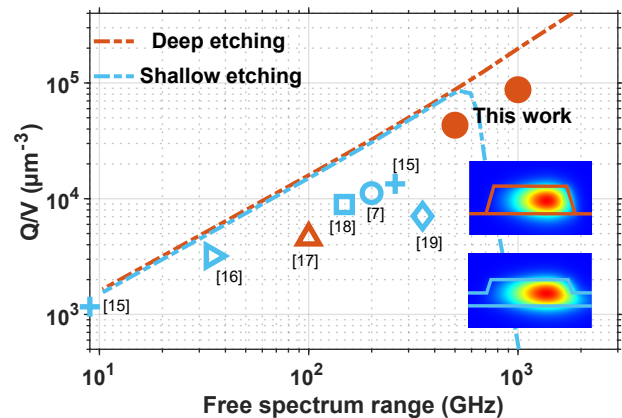 Deep etching
Shallow etching
10^5
10^4
10^3
Q/V (μm^-3)
This work
[15]
[7]
[18]
[19]
[17]
[16]
[15]
10^1
10^2
10^3
Free spectrum range (GHz)